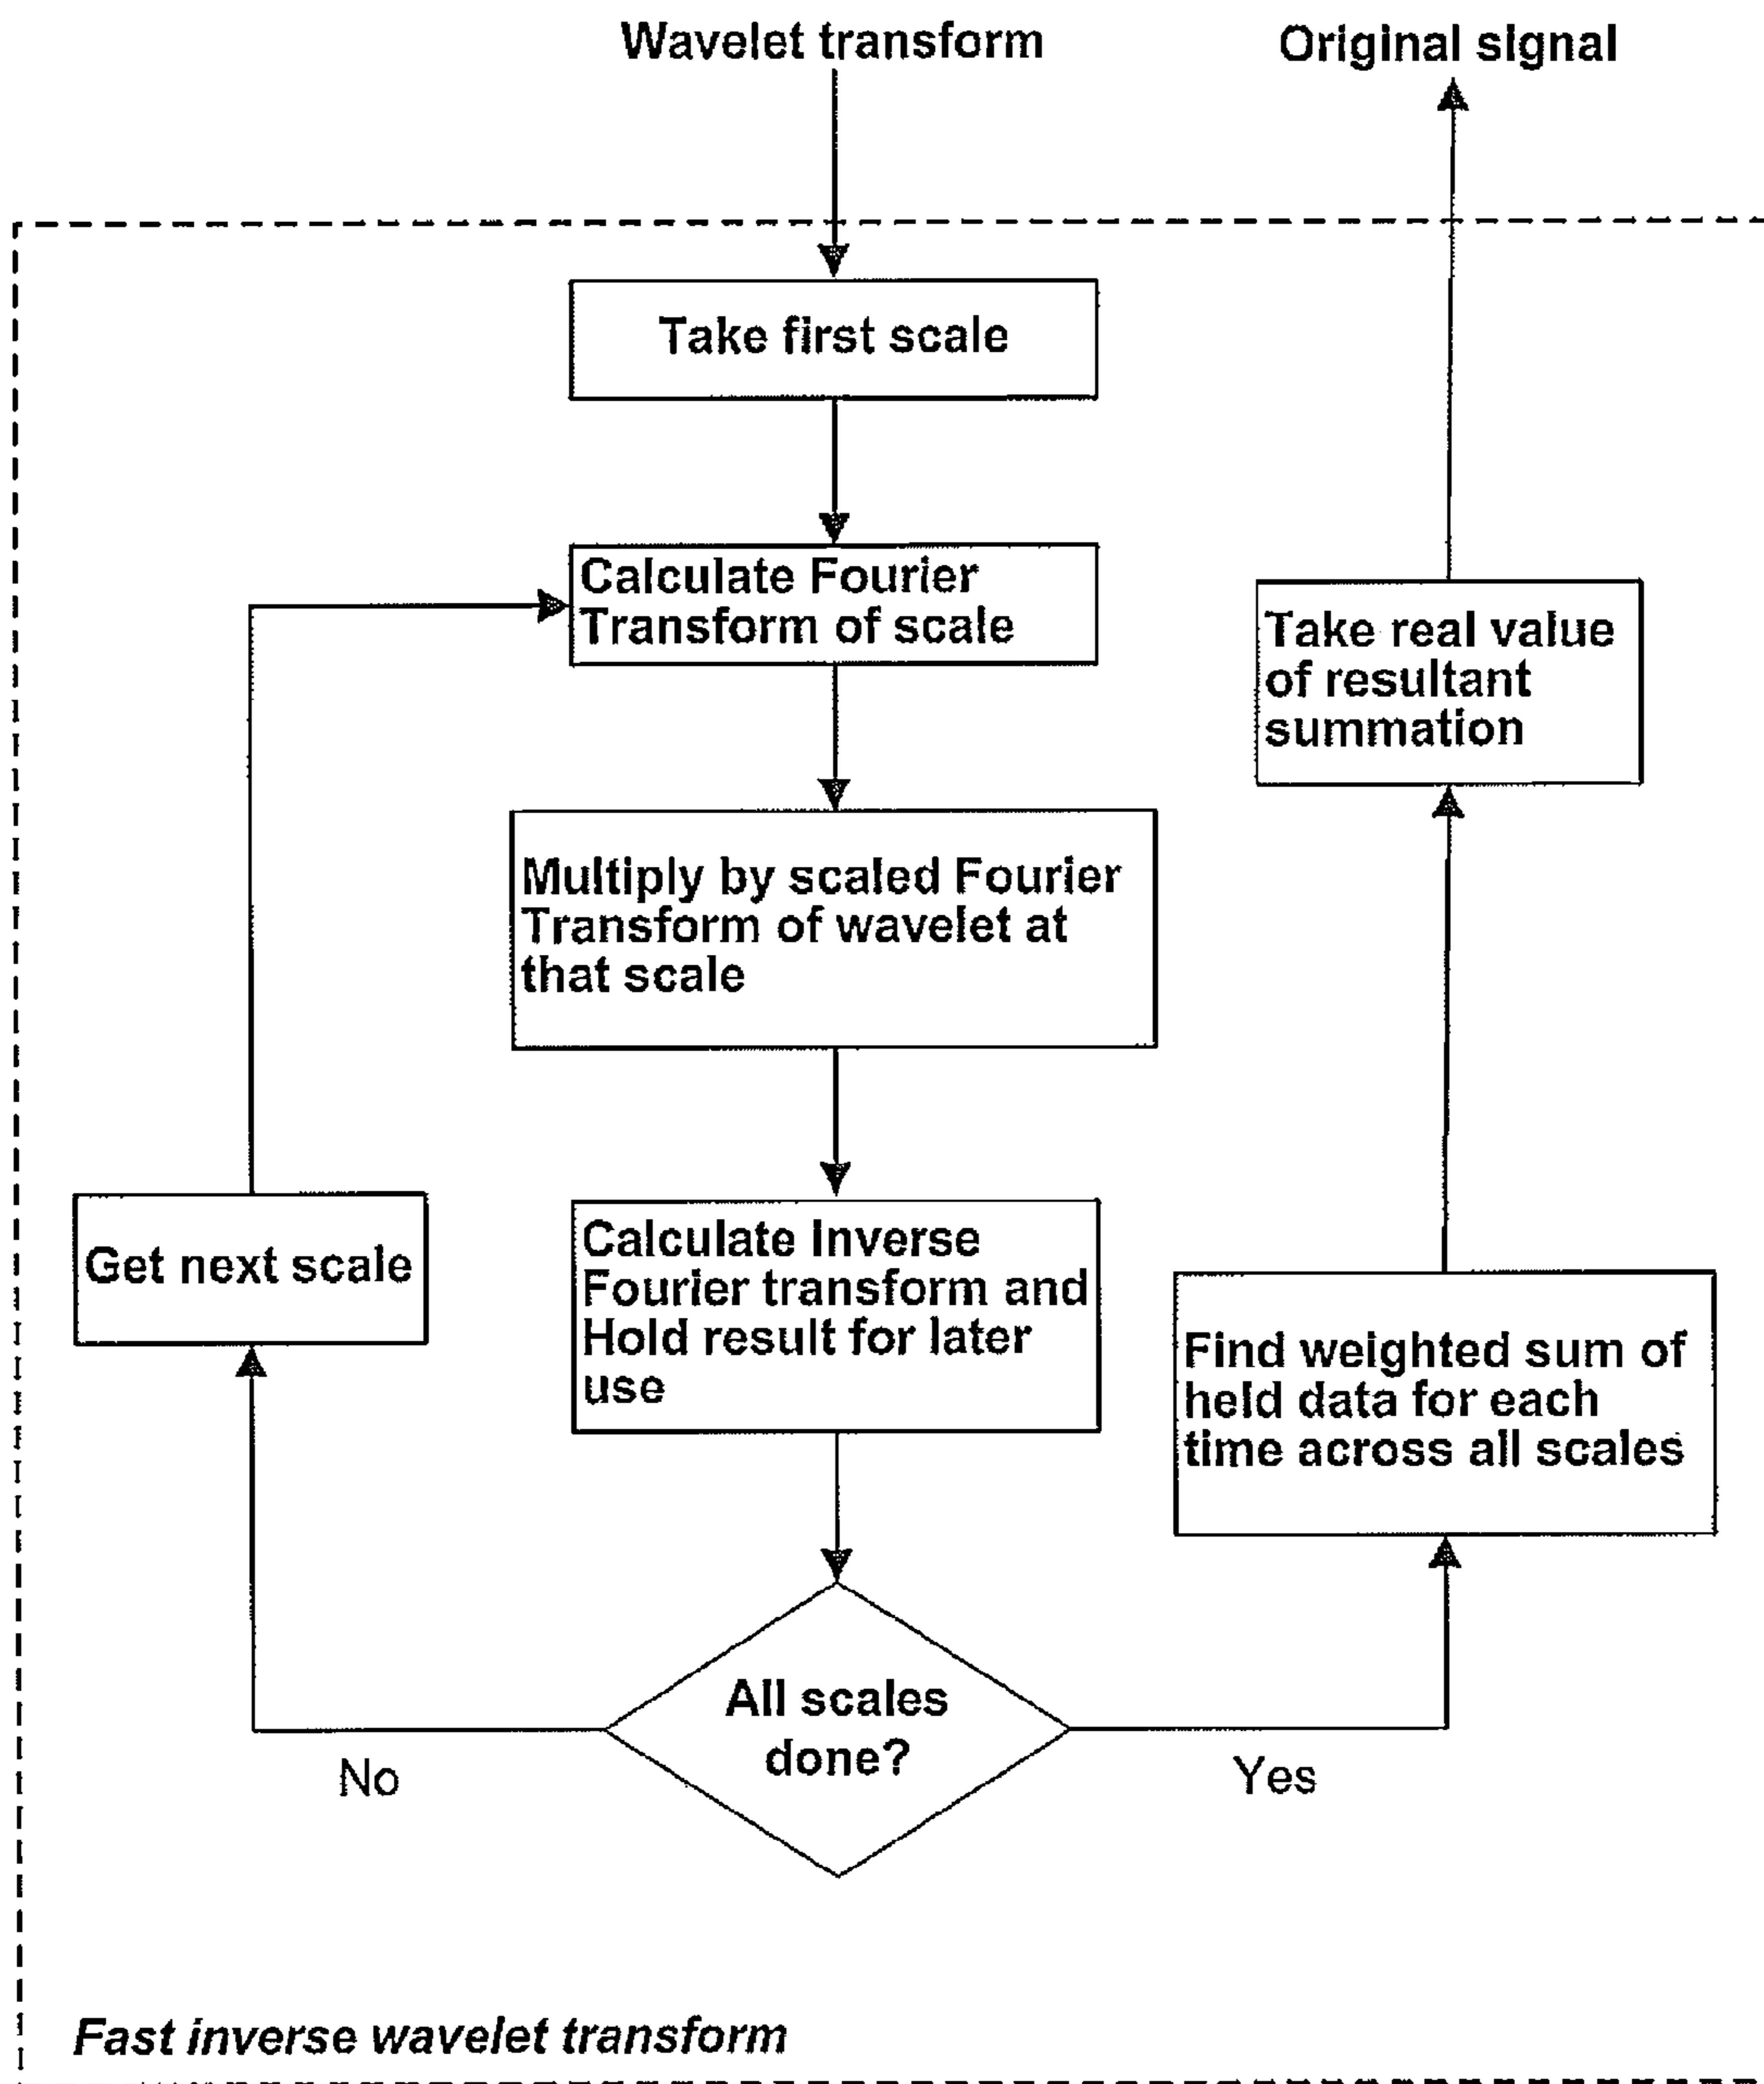 Wavelet transform
Original signal
Take first scale
Calculate Fourier
Transform of scale
Take real value
of resultant
summation
Multiply by scaled Fourier
Transform of wavelet at
that scale
Get next scale
Calculate Inverse
Fourier transform and
Hold result for later
use
Find weighted sum of
held data for each
time across all scales
All scales
done?
No
Yes
Fast inverse wavelet transform